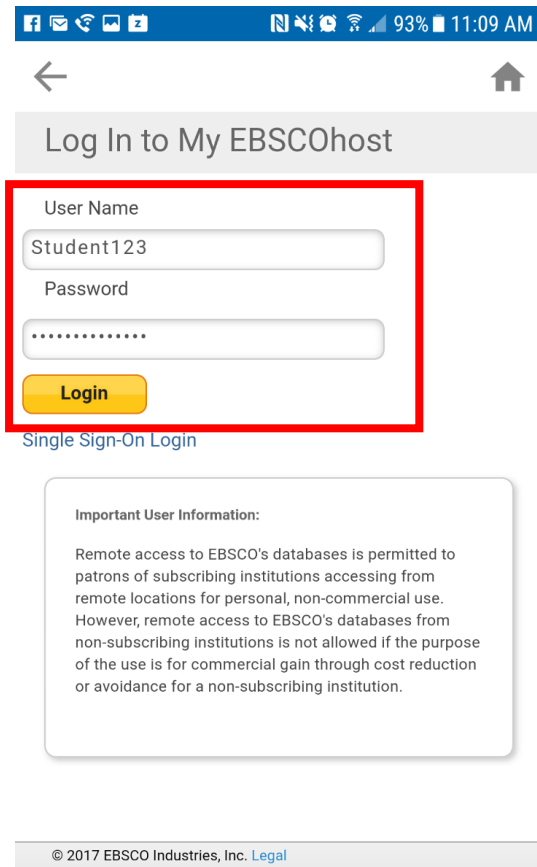 93% 11:09 AM
Log In to My EBSCOhost
User Name
Student123
Password
••••••••••••••
Login
Single Sign-On Login
Important User Information:
Remote access to EBSCO's databases is permitted to
patrons of subscribing institutions accessing from
remote locations for personal, non-commercial use.
However, remote access to EBSCO's databases from
non-subscribing institutions is not allowed if the purpose
of the use is for commercial gain through cost reduction
or avoidance for a non-subscribing institution.
© 2017 EBSCO Industries, Inc. Legal